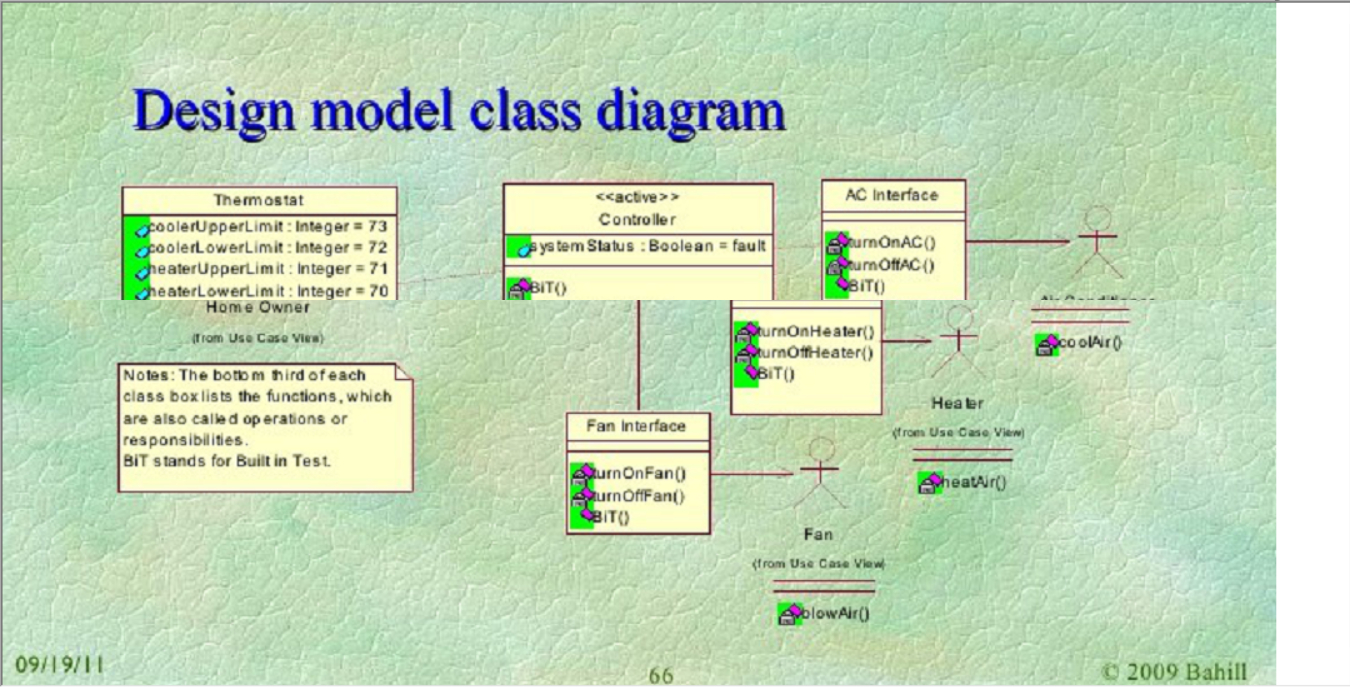 Design model class diagram
Thermostat
coolerUpperLimit : Integer = 73
coolerLowerLimit : Integer = 72
heaterUpperLimit : Integer = 71
heaterLowerLimit : Integer = 70
Home Owner
(from Use Case View)
Notes: The bottom third of each
class box lists the functions, which
are also called operations or
responsibilities.
BiT stands for Built in Test.
<<active>>
Controller
systemStatus : Boolean = fault
BiT()
AC Interface
turnOnAC()
turnOffAC()
BiT()
coolAir()
turnOnHeater()
turnOffHeater()
BiT()
Heater
(from Use Case View)
heatAir()
Fan Interface
turnOnFan()
turnOffFan()
BiT()
Fan
(from Use Case View)
blowAir()
09/19/11
66
© 2009 Bahill